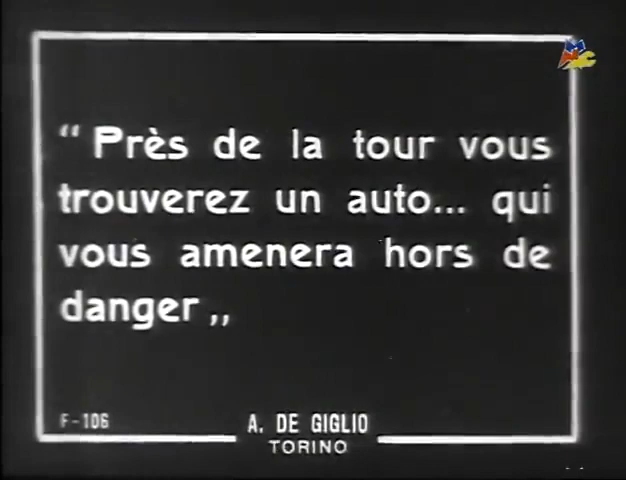 “ Près de la tour vous
trouverez un auto... qui
vous amenera hors de
danger „
F-106
A. DE GIGLIO
TORINO